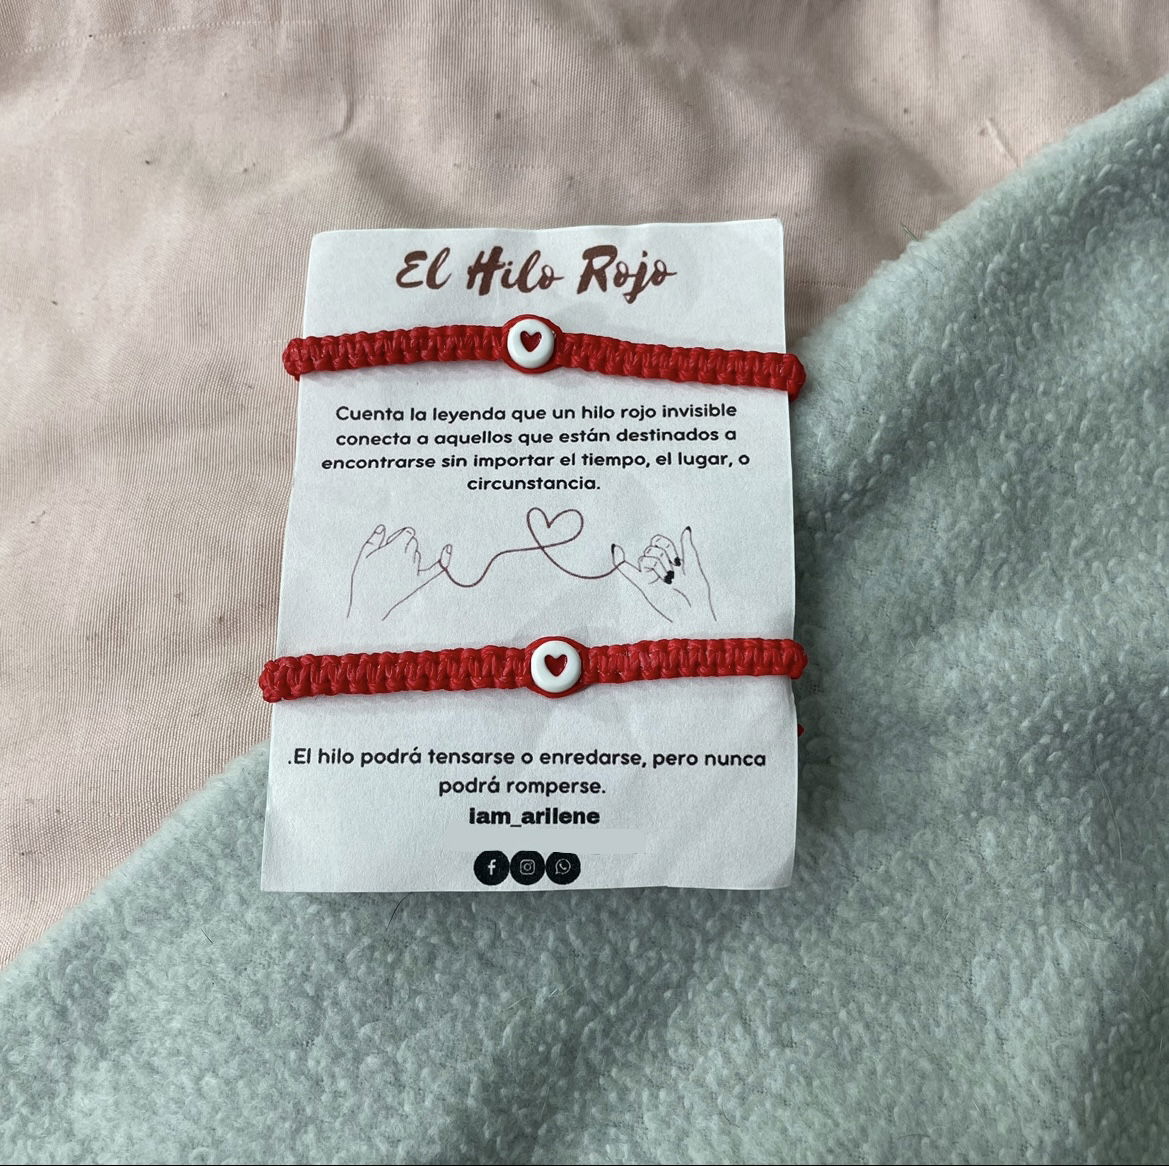 El Hilo Rojo
Cuenta la leyenda que un hilo rojo invisible
conecta a aquellos que están destinados a
encontrarse sin importar el tiempo, el lugar, o
circunstancia.
.El hilo podrá tensarse o enredarse, pero nunca
podrá romperse.
iam_arilene